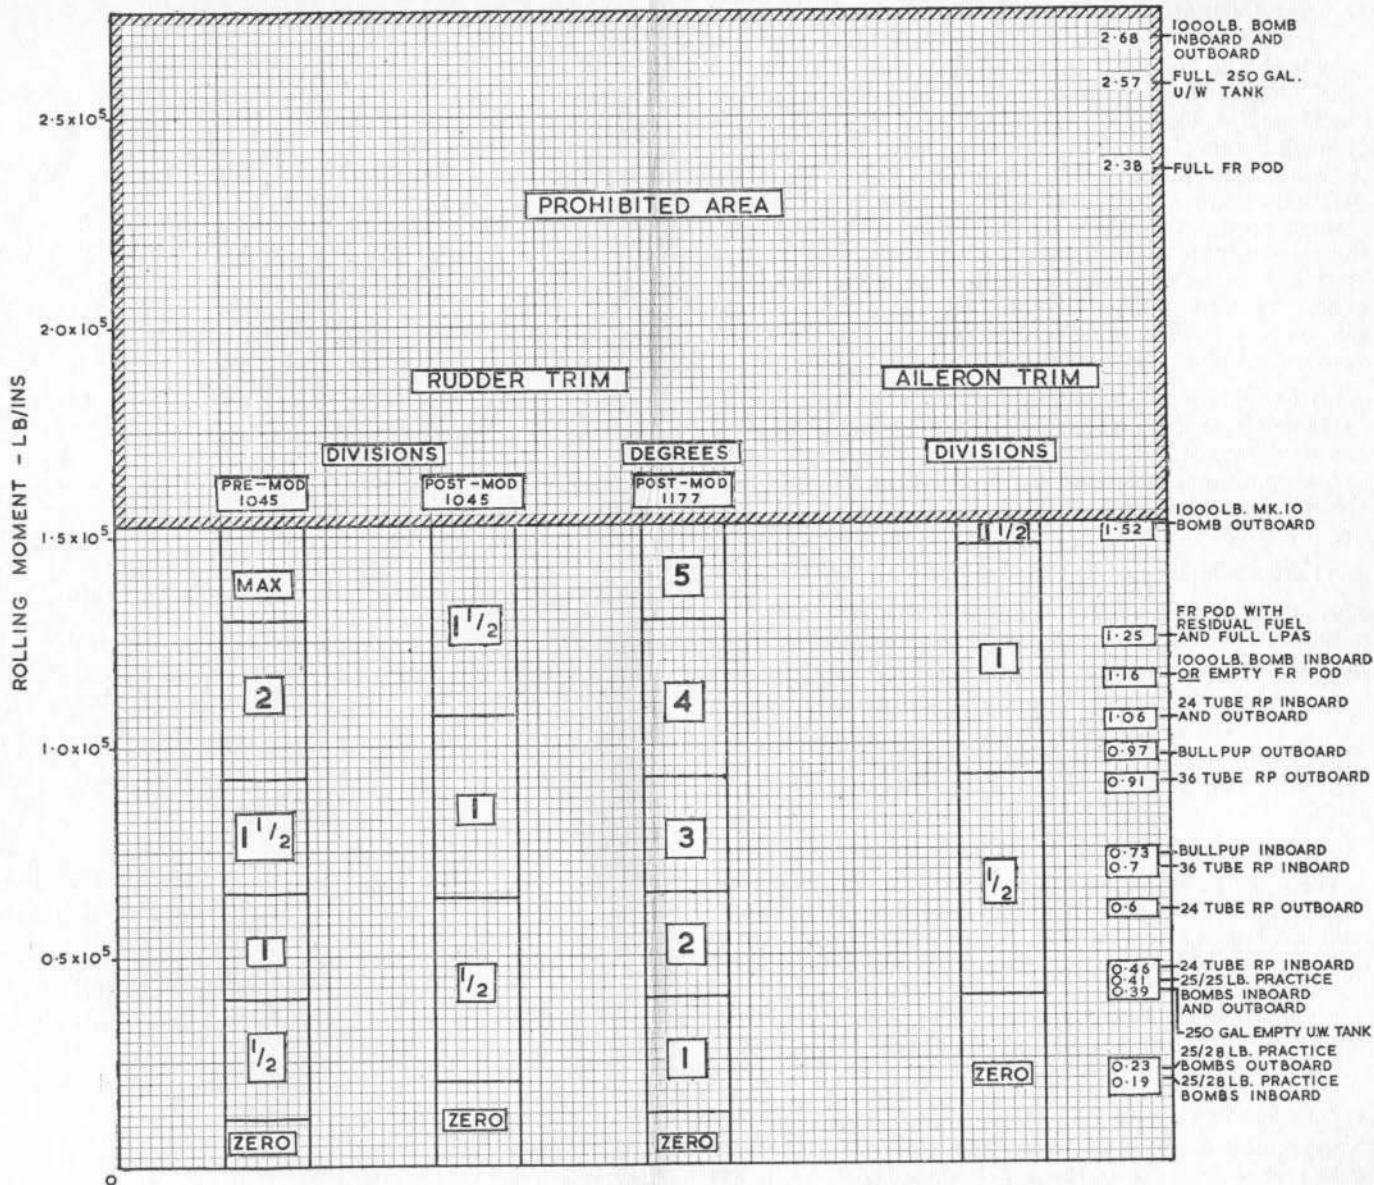 1000LB. BOMB
INBOARD AND
OUTBOARD
2.68
2.57
FULL 250 GAL.
U/W TANK
2.5x10⁵
2.38
FULL FR POD
PROHIBITED AREA
2.0x10⁵
ROLLING MOMENT - LB/INS
RUDDER TRIM
AILERON TRIM
DIVISIONS
DEGREES
DIVISIONS
PRE-MOD
1045
POST-MOD
1045
POST-MOD
1177
1.5x10⁵
1 1/2
1.52
1000LB. MK.10
BOMB OUTBOARD
MAX
5
1 1/2
1
1.25
FR POD WITH
RESIDUAL FUEL
AND FULL LPAS
1.16
1000LB. BOMB INBOARD
OR EMPTY FR POD
2
4
1.06
24 TUBE RP INBOARD
AND OUTBOARD
1.0x10⁵
0.97
BULLPUP OUTBOARD
0.91
36 TUBE RP OUTBOARD
1 1/2
1
3
1/2
0.73
BULLPUP INBOARD
0.7
36 TUBE RP INBOARD
0.6
24 TUBE RP OUTBOARD
0.5x10⁵
1
1/2
2
0.46
24 TUBE RP INBOARD
0.41
25/25 LB. PRACTICE
BOMBS INBOARD
AND OUTBOARD
0.39
250 GAL EMPTY U.W. TANK
1/2
1
ZERO
0.23
25/28 LB. PRACTICE
BOMBS OUTBOARD
0.19
25/28 LB. PRACTICE
BOMBS INBOARD
ZERO
ZERO
ZERO
0